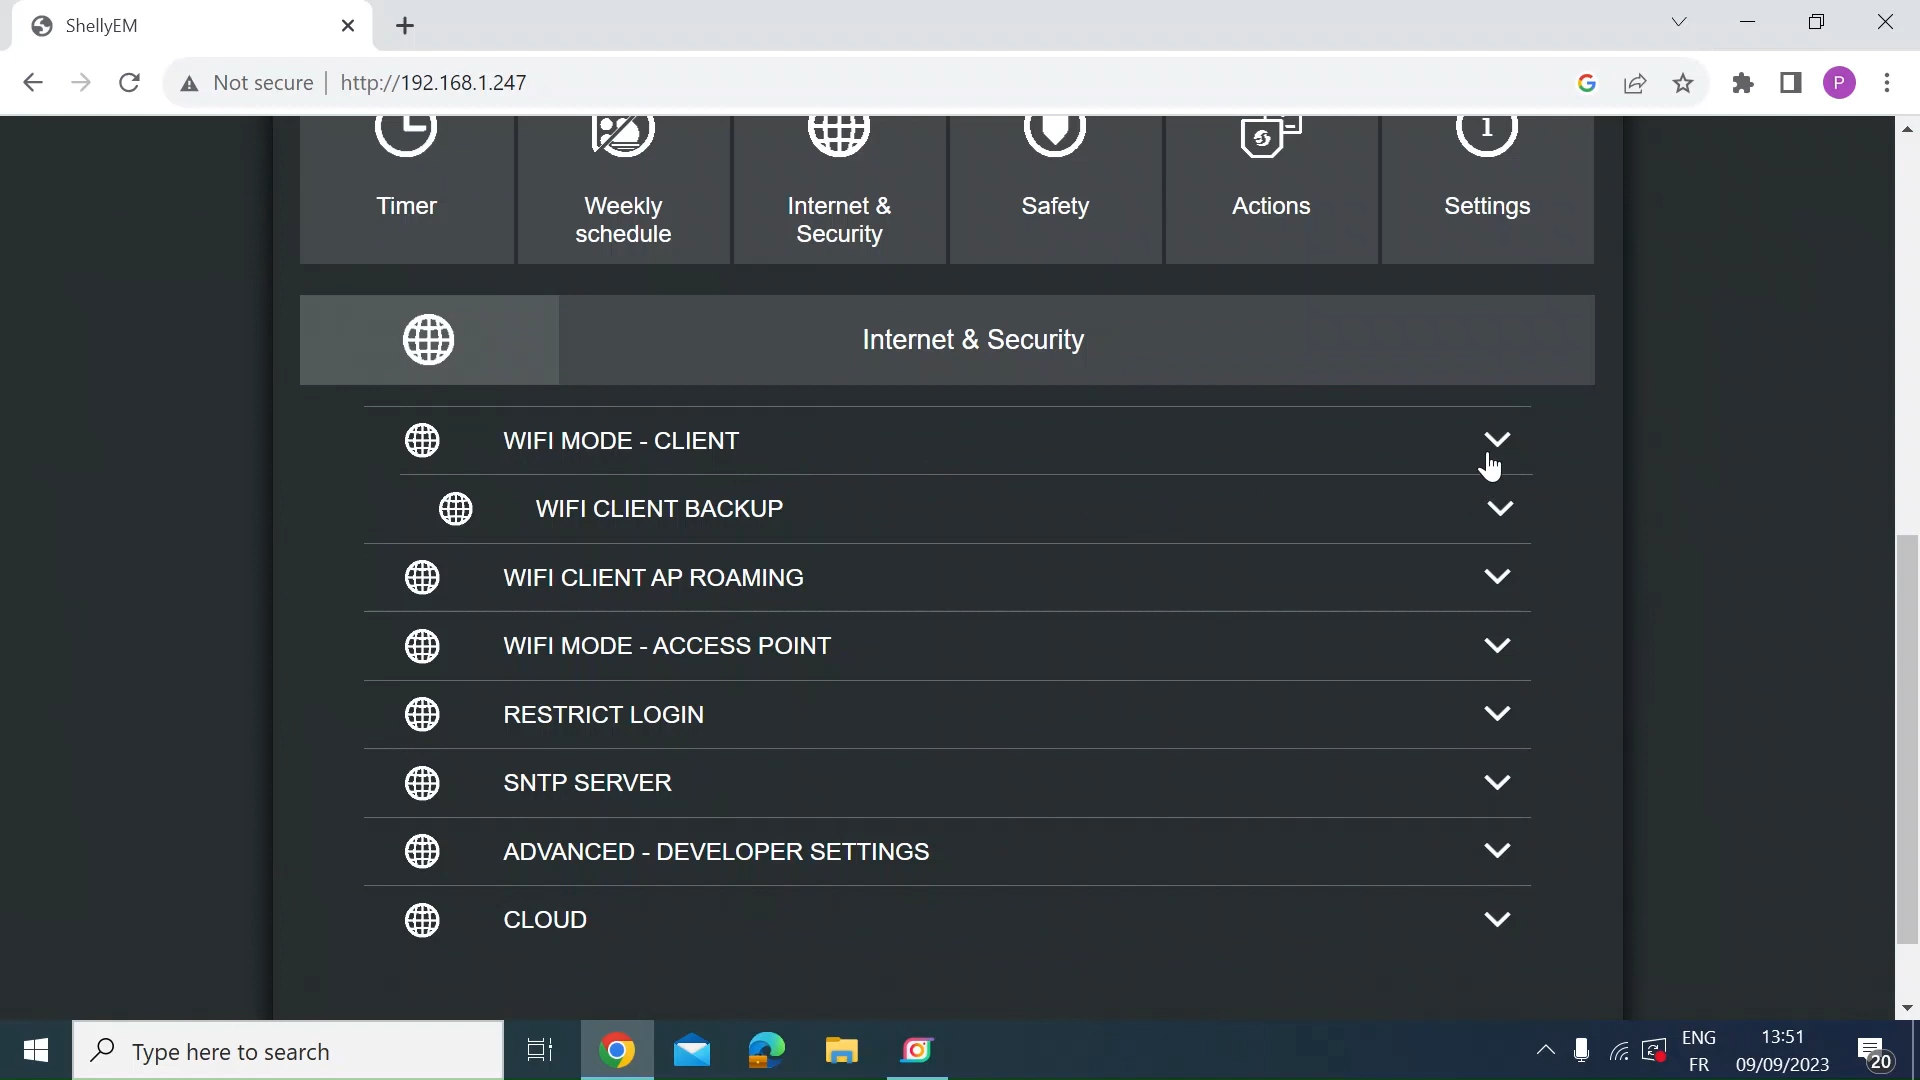 ShellyEM
Not secure
http://192.168.1.247
P
Timer
Weekly
schedule
Internet &
Security
Safety
Actions
Settings
Internet & Security
WIFI MODE - CLIENT
WIFI CLIENT BACKUP
WIFI CLIENT AP ROAMING
WIFI MODE - ACCESS POINT
RESTRICT LOGIN
SNTP SERVER
ADVANCED - DEVELOPER SETTINGS
CLOUD
Type here to search
ENG
FR
13:51
09/09/2023
20